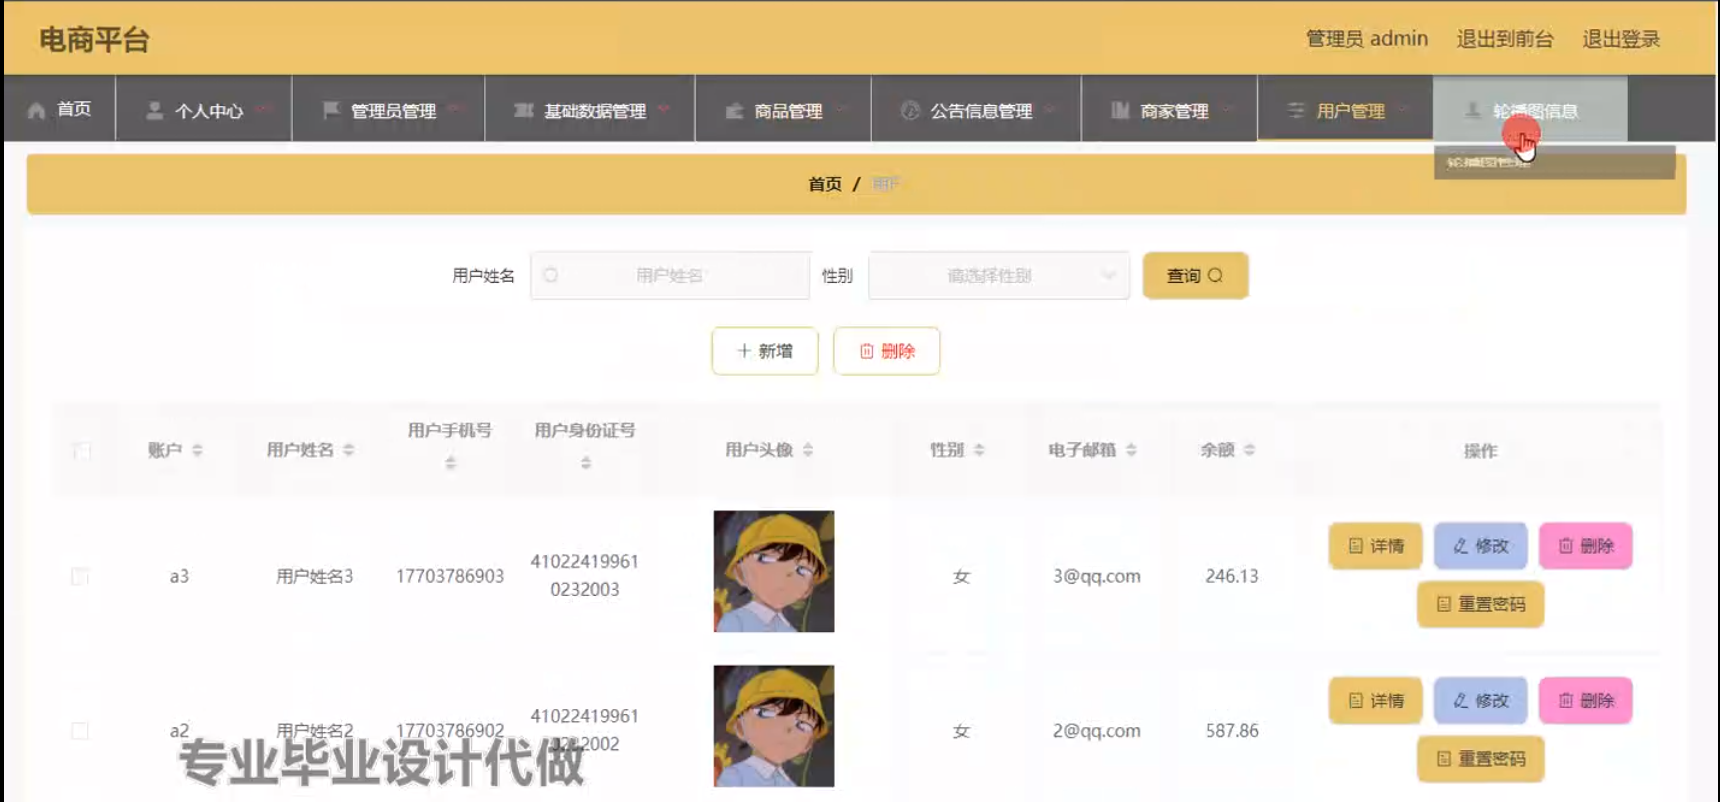 电商平台
管理员 admin 退出到前台 退出登录
首页 个人中心 管理员管理 基础数据管理 商品管理 公告信息管理 商家管理 用户管理 轮播图信息
轮播图管理
首页 / 用户
用户姓名 用户姓名 性别 请选择性别 查询
新增 删除
账户 用户姓名 用户手机号 用户身份证号 用户头像 性别 电子邮箱 余额 操作
a3 用户姓名3 17703786903 41022419961 女 3@qq.com 246.13 详情 修改 删除
0232003
重置密码
a2 用户姓名2 17703786902 41022419961 女 2@qq.com 587.86 详情 修改 删除
重置密码
专业毕业设计代做